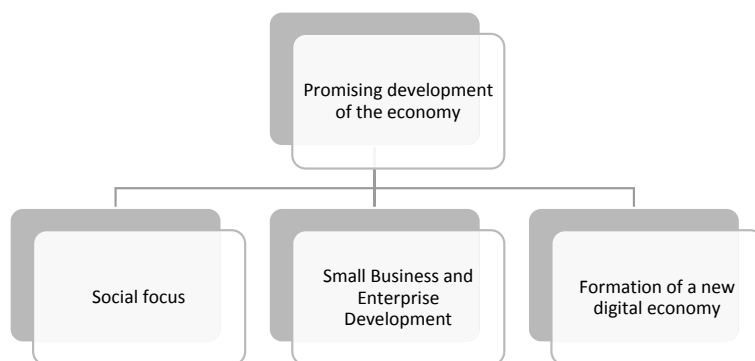 Promising development
of the economy
Social focus
Small Business and
Enterprise
Development
Formation of a new
digital economy